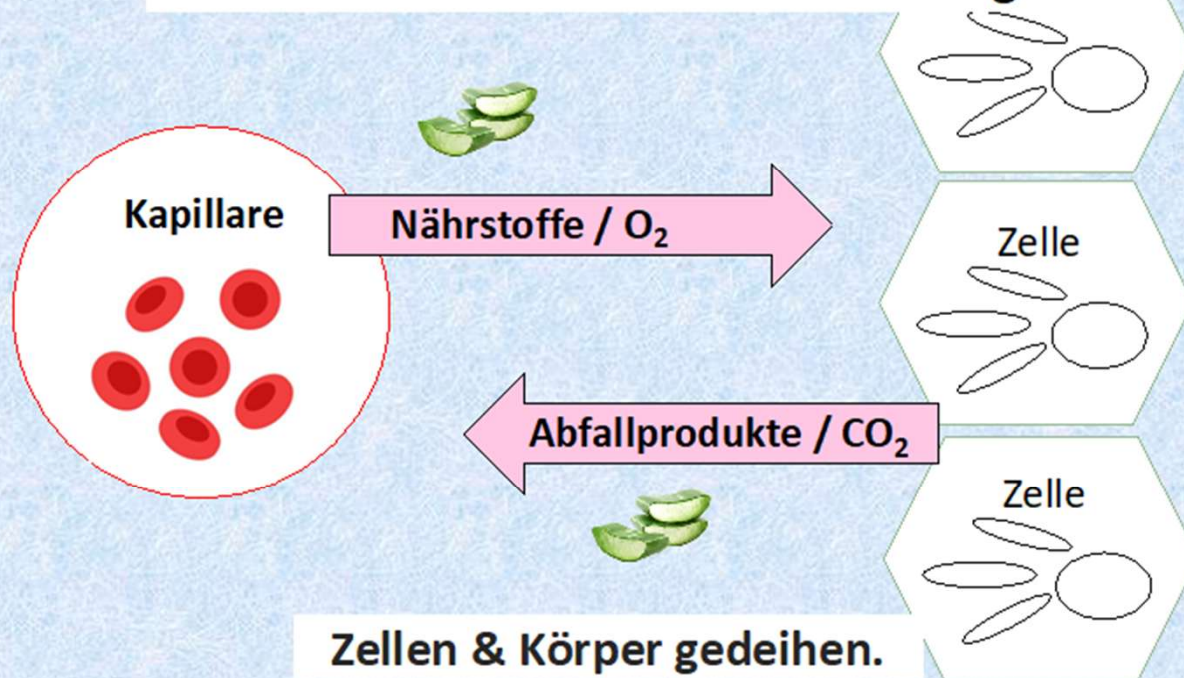 Kapillare
Nährstoffe / O₂
Zelle
Abfallprodukte / CO₂
Zelle
Zellen & Körper gedeihen.